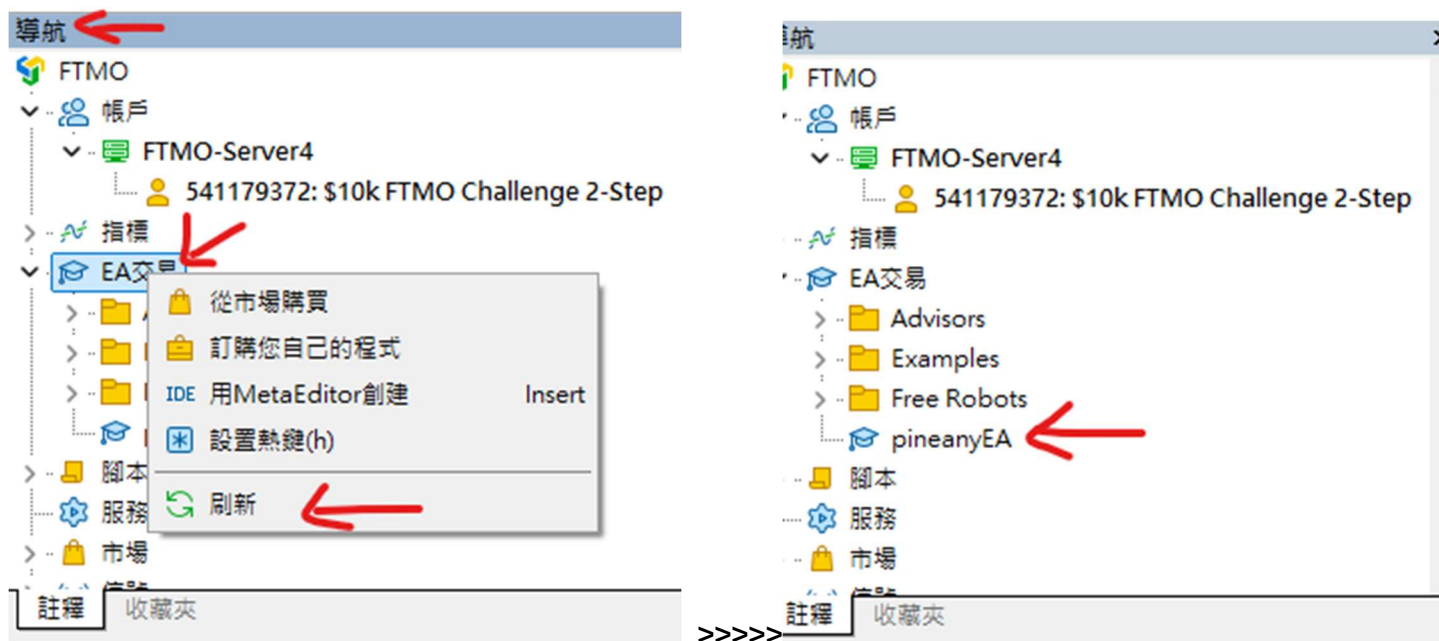 導航
FTMO
帳戶
FTMO-Server4
541179372: $10k FTMO Challenge 2-Step
指標
EA交易
從市場購買
訂購您自己的程式
IDE 用MetaEditor創建 Insert
設置熱鍵(h)
腳本
刷新
服務
市場
註釋 收藏夾
>>>>>
導航
FTMO
帳戶
FTMO-Server4
541179372: $10k FTMO Challenge 2-Step
指標
EA交易
Advisors
Examples
Free Robots
pineanyEA
腳本
服務
市場
註釋 收藏夾